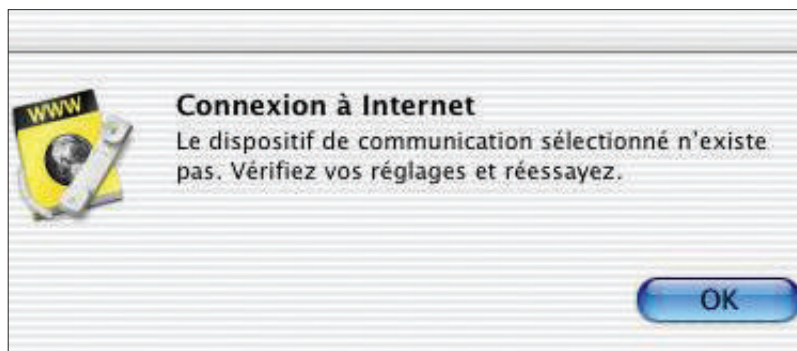 WWW
Connexion à Internet
Le dispositif de communication sélectionné n'existe
pas. Vérifiez vos réglages et réessayez.
OK